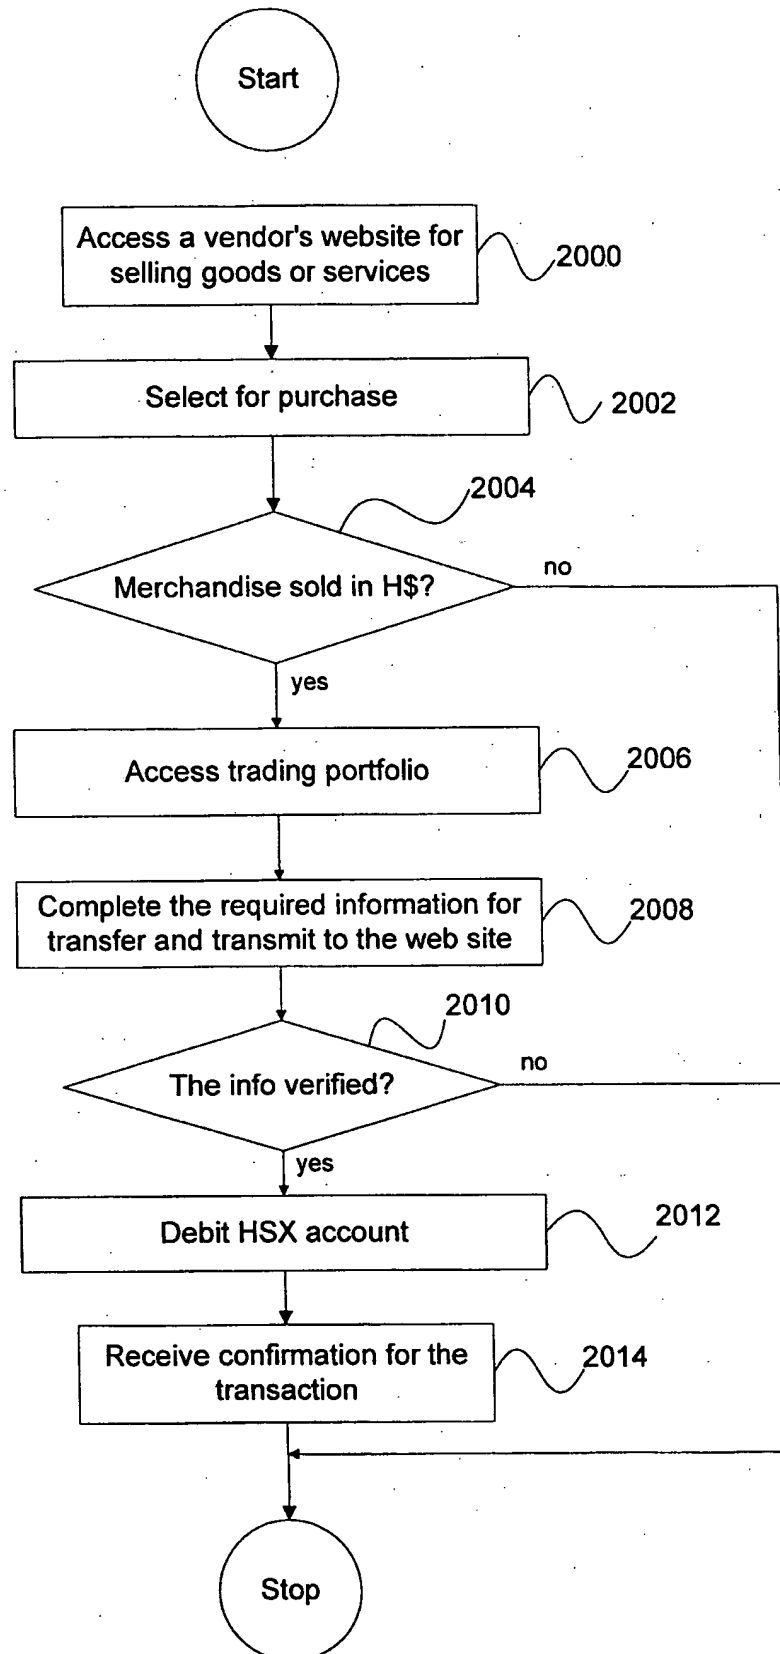 Start
Access a vendor's website for
selling goods or services
2000
Select for purchase
2002
2004
Merchandise sold in H$?
no
yes
Access trading portfolio
2006
Complete the required information for
transfer and transmit to the web site
2008
2010
The info verified?
no
yes
Debit HSX account
2012
Receive confirmation for the
transaction
2014
Stop